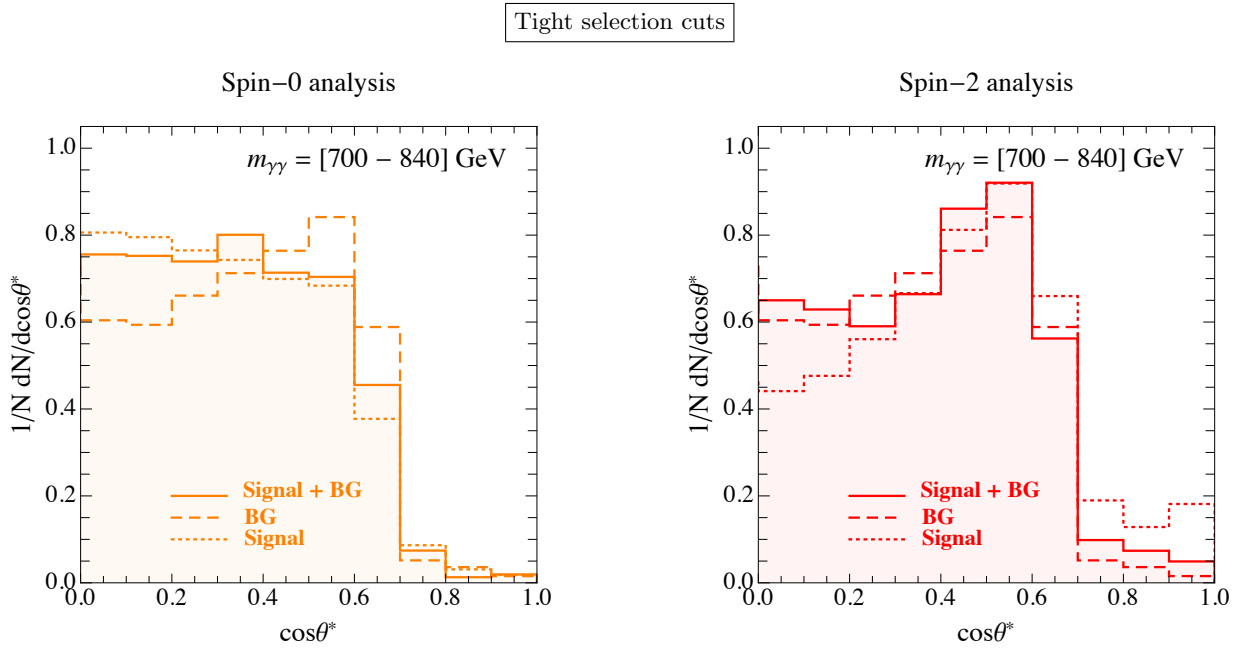 Tight selection cuts
Spin−0 analysis
m_γγ = [700 − 840] GeV
1/N dN/dcosθ*
1.0
0.8
0.6
0.4
0.2
0.0
Signal + BG
BG
Signal
0.0 0.2 0.4 0.6 0.8 1.0
cosθ*
Spin−2 analysis
m_γγ = [700 − 840] GeV
1/N dN/dcosθ*
1.0
0.8
0.6
0.4
0.2
0.0
Signal + BG
BG
Signal
0.0 0.2 0.4 0.6 0.8 1.0
cosθ*